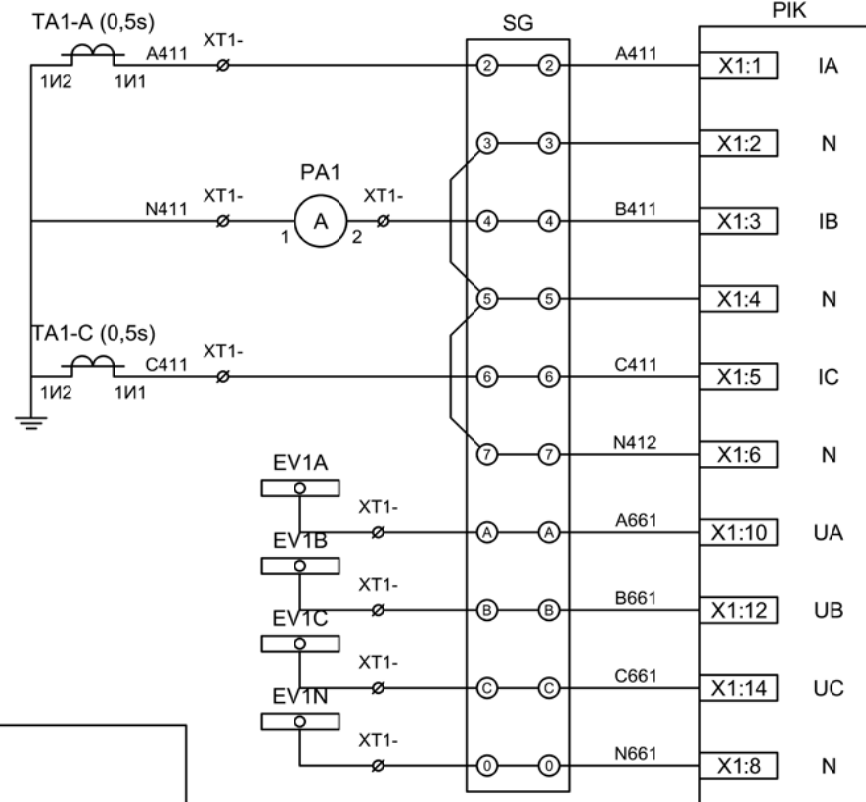 PIK
SG
TA1-A (0,5s)
A411
XT1-
1И2
1И1
2
2
A411
X1:1
IA
3
3
X1:2
N
PA1
N411
XT1-
A
1
2
XT1-
4
4
B411
X1:3
IB
5
5
X1:4
N
TA1-C (0,5s)
C411
XT1-
1И2
1И1
6
6
C411
X1:5
IC
7
7
N412
X1:6
N
EV1A
XT1-
A
A
A661
X1:10
UA
EV1B
XT1-
B
B
B661
X1:12
UB
EV1C
XT1-
C
C
C661
X1:14
UC
EV1N
XT1-
0
0
N661
X1:8
N